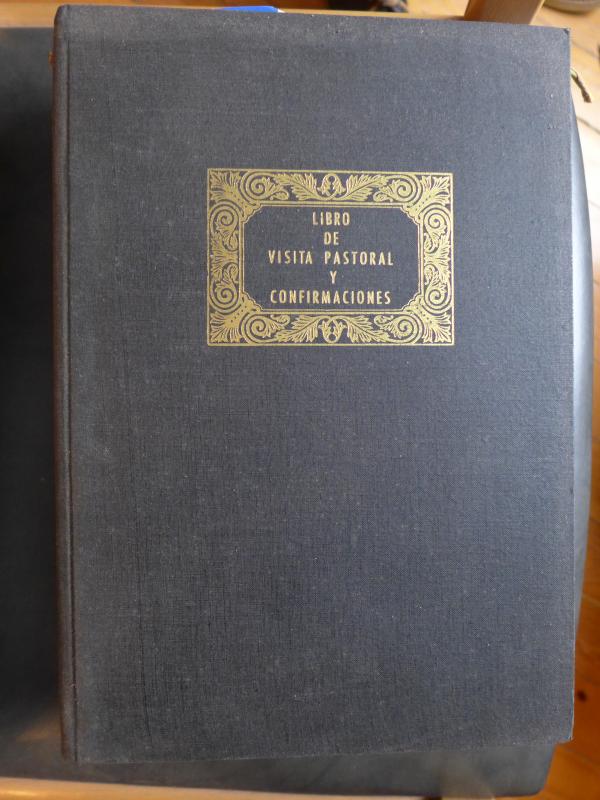 LIBRO
DE
VISITA PASTORAL
Y
CONFIRMACIONES